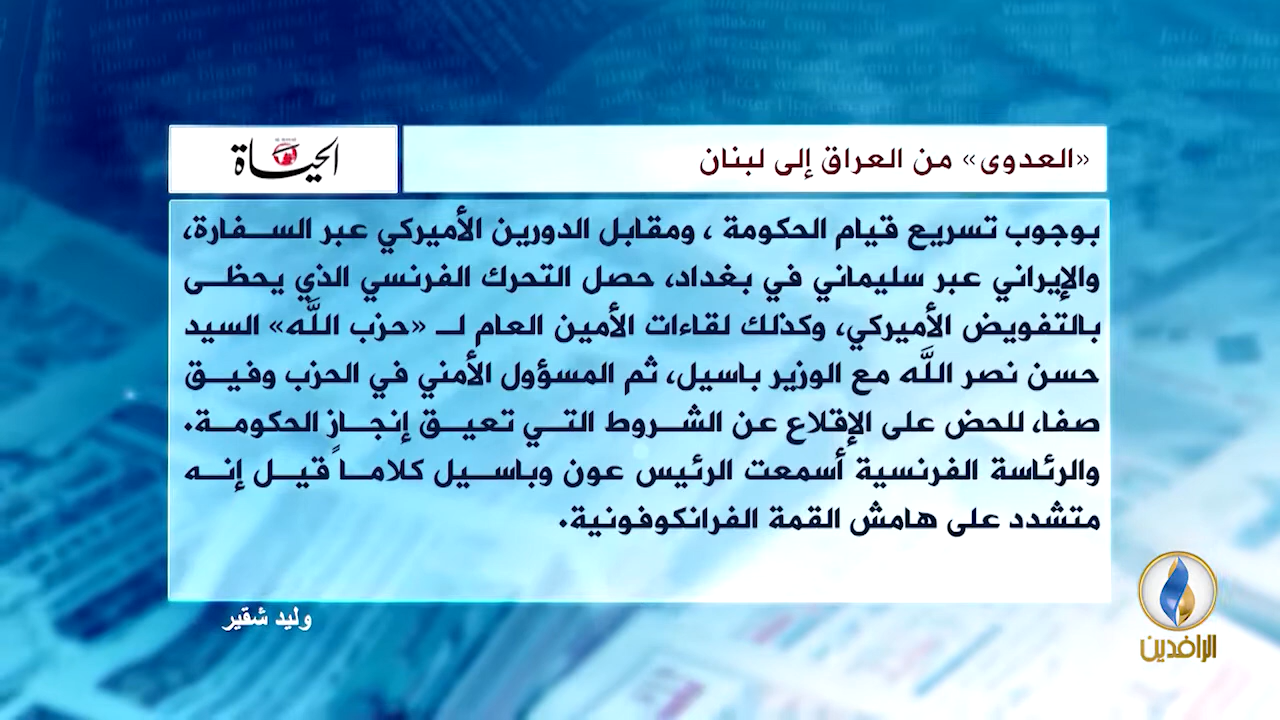 «العدوى» من العراق إلى لبنان
الحياة
بوجوب تسريع قيام الحكومة ، ومقابل الدورين الأميركي عبر السفارة،
والإيراني عبر سليماني في بغداد، حصل التحرك الفرنسي الذي يحظى
بالتفويض الأميركي، وكذلك لقاءات الأمين العام لـ «حزب اللَّه» السيد
حسن نصر اللَّه مع الوزير باسيل، ثم المسؤول الأمني في الحزب وفيق
صفا، للحض على الإقلاع عن الشروط التي تعيق إنجاز الحكومة.
والرئاسة الفرنسية أسمعت الرئيس عون وباسيل كلاماً قيل إنه
متشدد على هامش القمة الفرانكوفونية.
وليد شقير
الرافدين